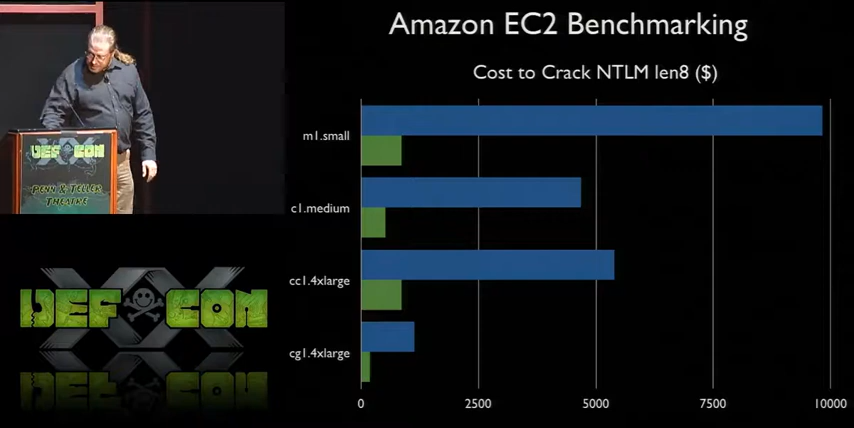 Amazon EC2 Benchmarking
Cost to Crack NTLM len8 ($)
m1.small
c1.medium
cc1.4xlarge
cg1.4xlarge
0 2500 5000 7500 10000
DEF CON
PENN & TELLER
THEATRE
XX
DEF CON